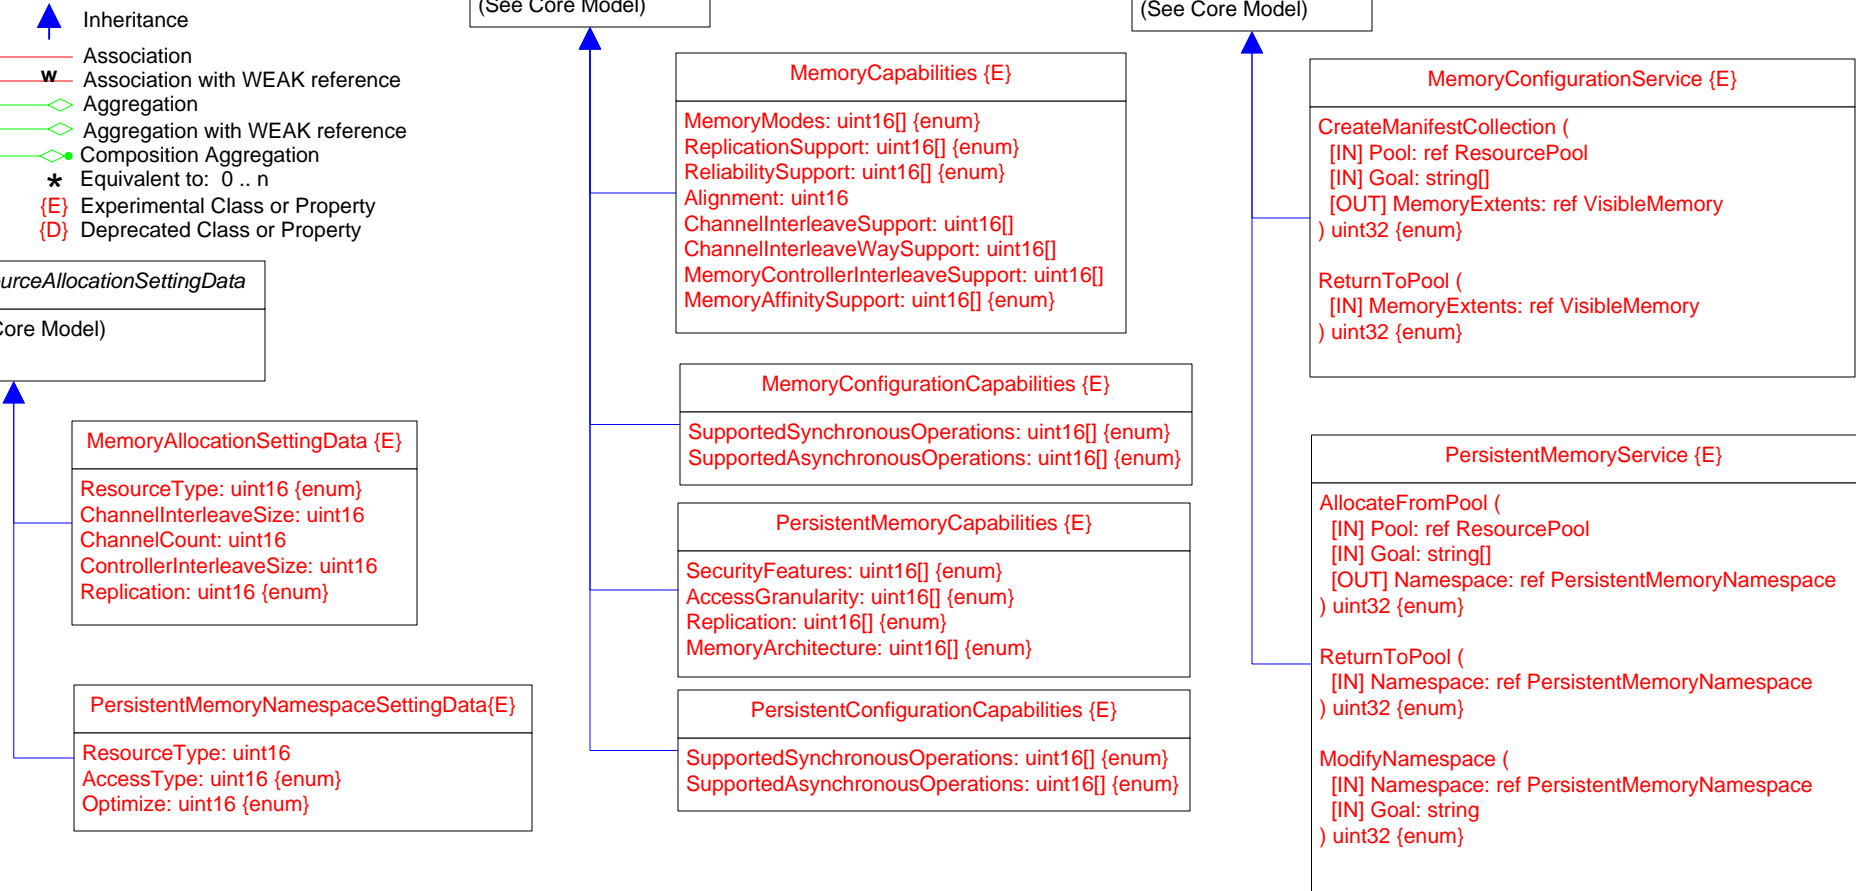 Inheritance
Association
w
Association with WEAK reference
Aggregation
Aggregation with WEAK reference
Composition Aggregation
* Equivalent to: 0 .. n
{E} Experimental Class or Property
{D} Deprecated Class or Property
urceAllocationSettingData
Core Model)
MemoryAllocationSettingData {E}
ResourceType: uint16 {enum}
ChannelInterleaveSize: uint16
ChannelCount: uint16
ControllerInterleaveSize: uint16
Replication: uint16 {enum}
PersistentMemoryNamespaceSettingData{E}
ResourceType: uint16
AccessType: uint16 {enum}
Optimize: uint16 {enum}
(See Core Model)
MemoryCapabilities {E}
MemoryModes: uint16[] {enum}
ReplicationSupport: uint16[] {enum}
ReliabilitySupport: uint16[] {enum}
Alignment: uint16
ChannelInterleaveSupport: uint16[]
ChannelInterleaveWaySupport: uint16[]
MemoryControllerInterleaveSupport: uint16[]
MemoryAffinitySupport: uint16[] {enum}
MemoryConfigurationCapabilities {E}
SupportedSynchronousOperations: uint16[] {enum}
SupportedAsynchronousOperations: uint16[] {enum}
PersistentMemoryCapabilities {E}
SecurityFeatures: uint16[] {enum}
AccessGranularity: uint16[] {enum}
Replication: uint16[] {enum}
MemoryArchitecture: uint16[] {enum}
PersistentConfigurationCapabilities {E}
SupportedSynchronousOperations: uint16[] {enum}
SupportedAsynchronousOperations: uint16[] {enum}
(See Core Model)
MemoryConfigurationService {E}
CreateManifestCollection (
[IN] Pool: ref ResourcePool
[IN] Goal: string[]
[OUT] MemoryExtents: ref VisibleMemory
) uint32 {enum}
ReturnToPool (
[IN] MemoryExtents: ref VisibleMemory
) uint32 {enum}
PersistentMemoryService {E}
AllocateFromPool (
[IN] Pool: ref ResourcePool
[IN] Goal: string[]
[OUT] Namespace: ref PersistentMemoryNamespace
) uint32 {enum}
ReturnToPool (
[IN] Namespace: ref PersistentMemoryNamespace
) uint32 {enum}
ModifyNamespace (
[IN] Namespace: ref PersistentMemoryNamespace
[IN] Goal: string
) uint32 {enum}